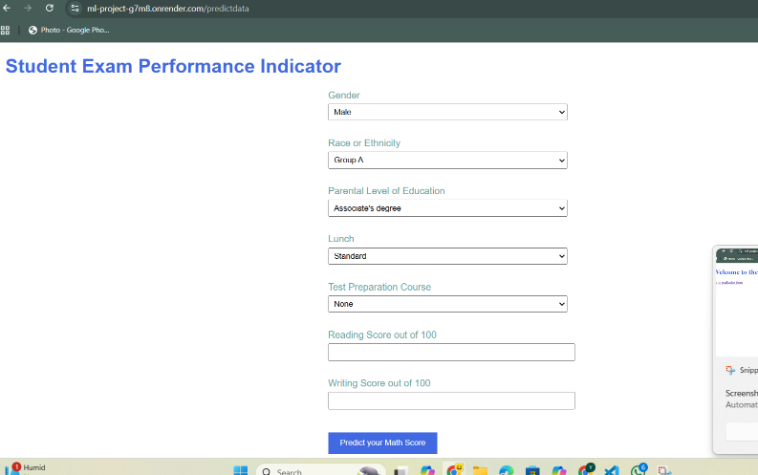 ml-project-g7m8.onrender.com/predictdata
Photo - Google Pho...
Student Exam Performance Indicator
Gender
Male
Race or Ethnicity
Group A
Parental Level of Education
Associate's degree
Lunch
Standard
Test Preparation Course
None
Reading Score out of 100
Writing Score out of 100
Predict your Math Score
Welcome to the
Snipp
Screensh
Automat
1
Humid
Search